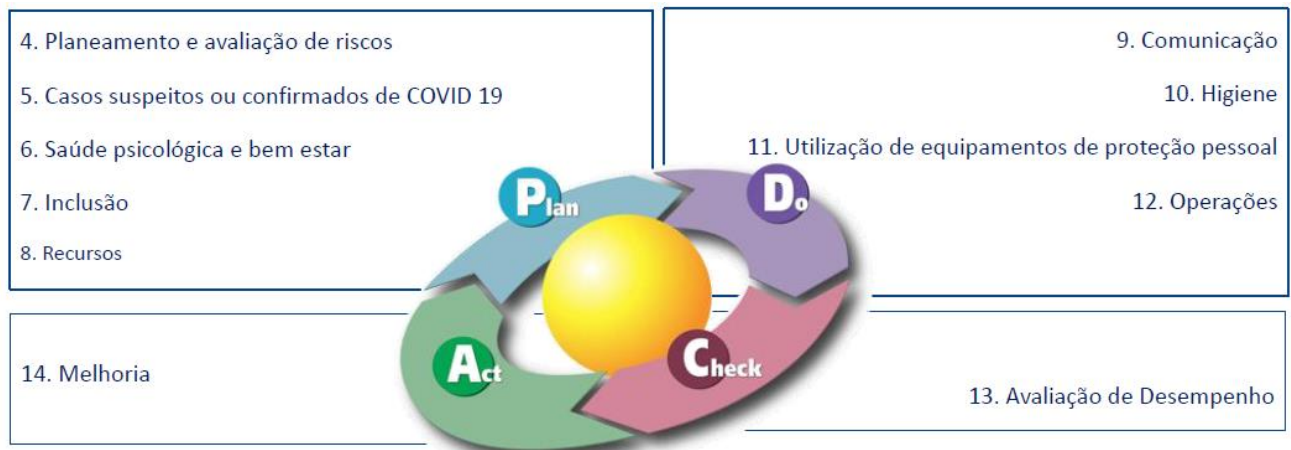 4. Planeamento e avaliação de riscos
5. Casos suspeitos ou confirmados de COVID 19
6. Saúde psicológica e bem estar
7. Inclusão
8. Recursos
9. Comunicação
10. Higiene
11. Utilização de equipamentos de proteção pessoal
12. Operações
Plan
Do
Act
Check
14. Melhoria
13. Avaliação de Desempenho